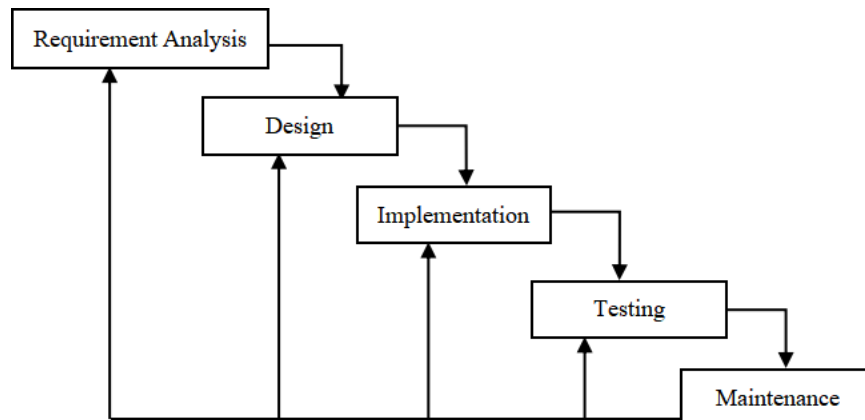 Requirement Analysis
Design
Implementation
Testing
Maintenance